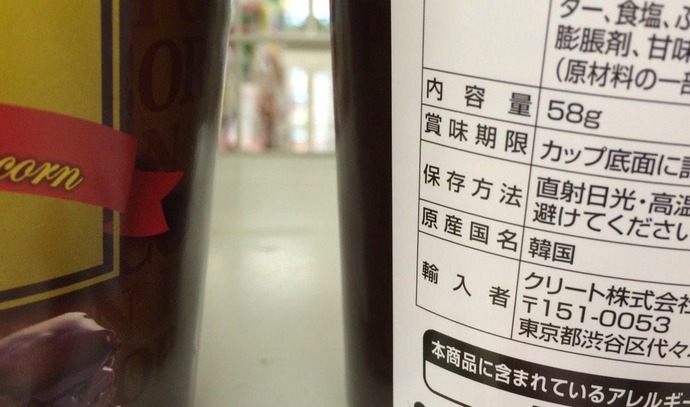 corn
ター、食塩、
膨脹剤、甘味
(原材料の一部
内容量 58g
賞味期限 カップ底面に
保存方法 直射日光・高温
避けてください
原産国名 韓国
輸入者 クリート株式会社
〒151-0053
東京都渋谷区代々
本商品に含まれているアレルギー